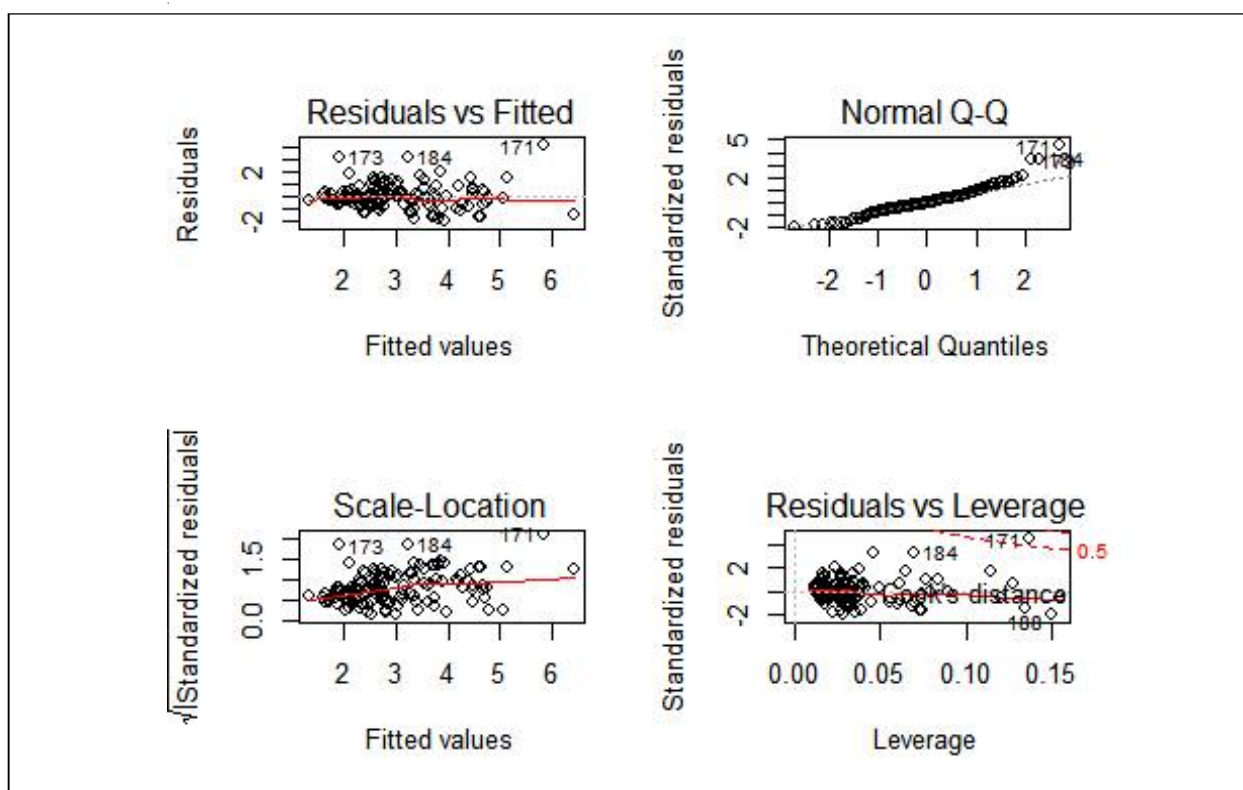 Residuals vs Fitted
Residuals
2
-2
173
184
171
2 3 4 5 6
Fitted values
Normal Q-Q
Standardized residuals
5
2
-2
171
184
-2 -1 0 1 2
Theoretical Quantiles
Scale-Location
√|Standardized residuals|
1.5
0.0
173
184
171
2 3 4 5 6
Fitted values
Residuals vs Leverage
Standardized residuals
2
-2
184
171
0.5
Cook's distance
0.00 0.05 0.10 0.15
Leverage